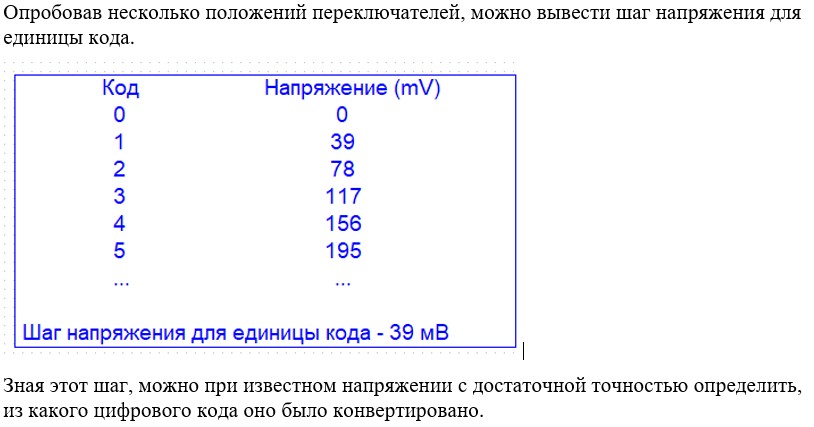 Опробовав несколько положений переключателей, можно вывести шаг напряжения для
единицы кода.
Код Напряжение (mV)
0 0
1 39
2 78
3 117
4 156
5 195
... ...
Шаг напряжения для единицы кода - 39 мВ
Зная этот шаг, можно при известном напряжении с достаточной точностью определить,
из какого цифрового кода оно было конвертировано.